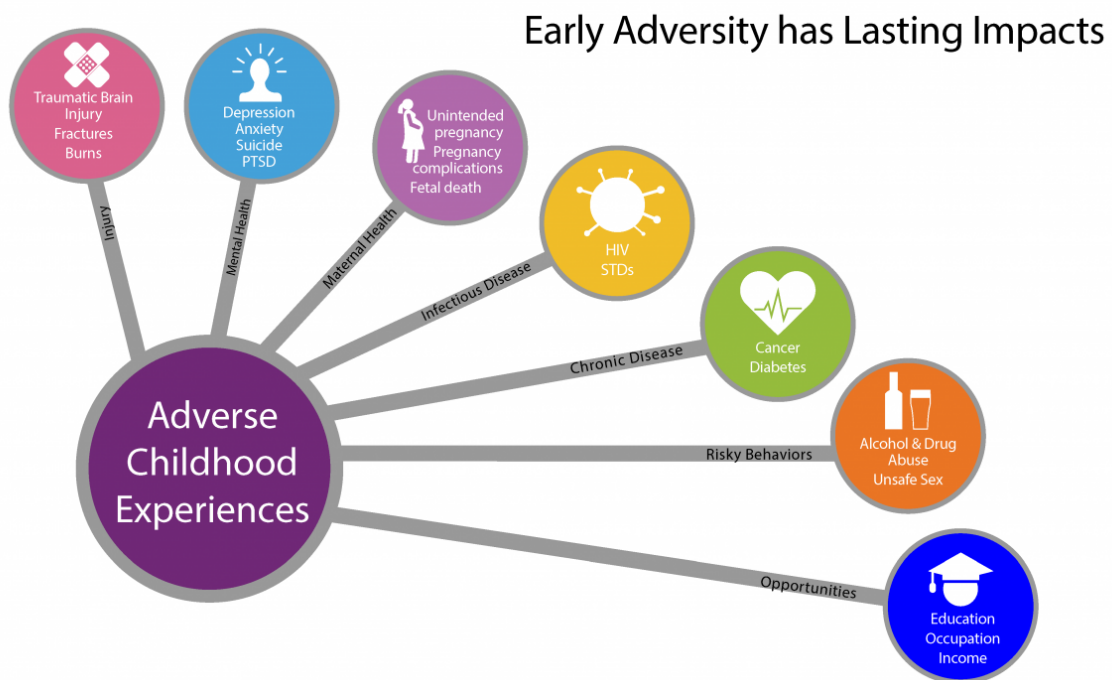 Early Adversity has Lasting Impacts
Traumatic Brain
Injury
Fractures
Burns
Injury
Depression
Anxiety
Suicide
PTSD
Mental Health
Unintended
pregnancy
Pregnancy
complications
Fetal death
Maternal Health
HIV
STDs
Infectious Disease
Cancer
Diabetes
Chronic Disease
Alcohol & Drug
Abuse
Unsafe Sex
Risky Behaviors
Education
Occupation
Income
Opportunities
Adverse
Childhood
Experiences